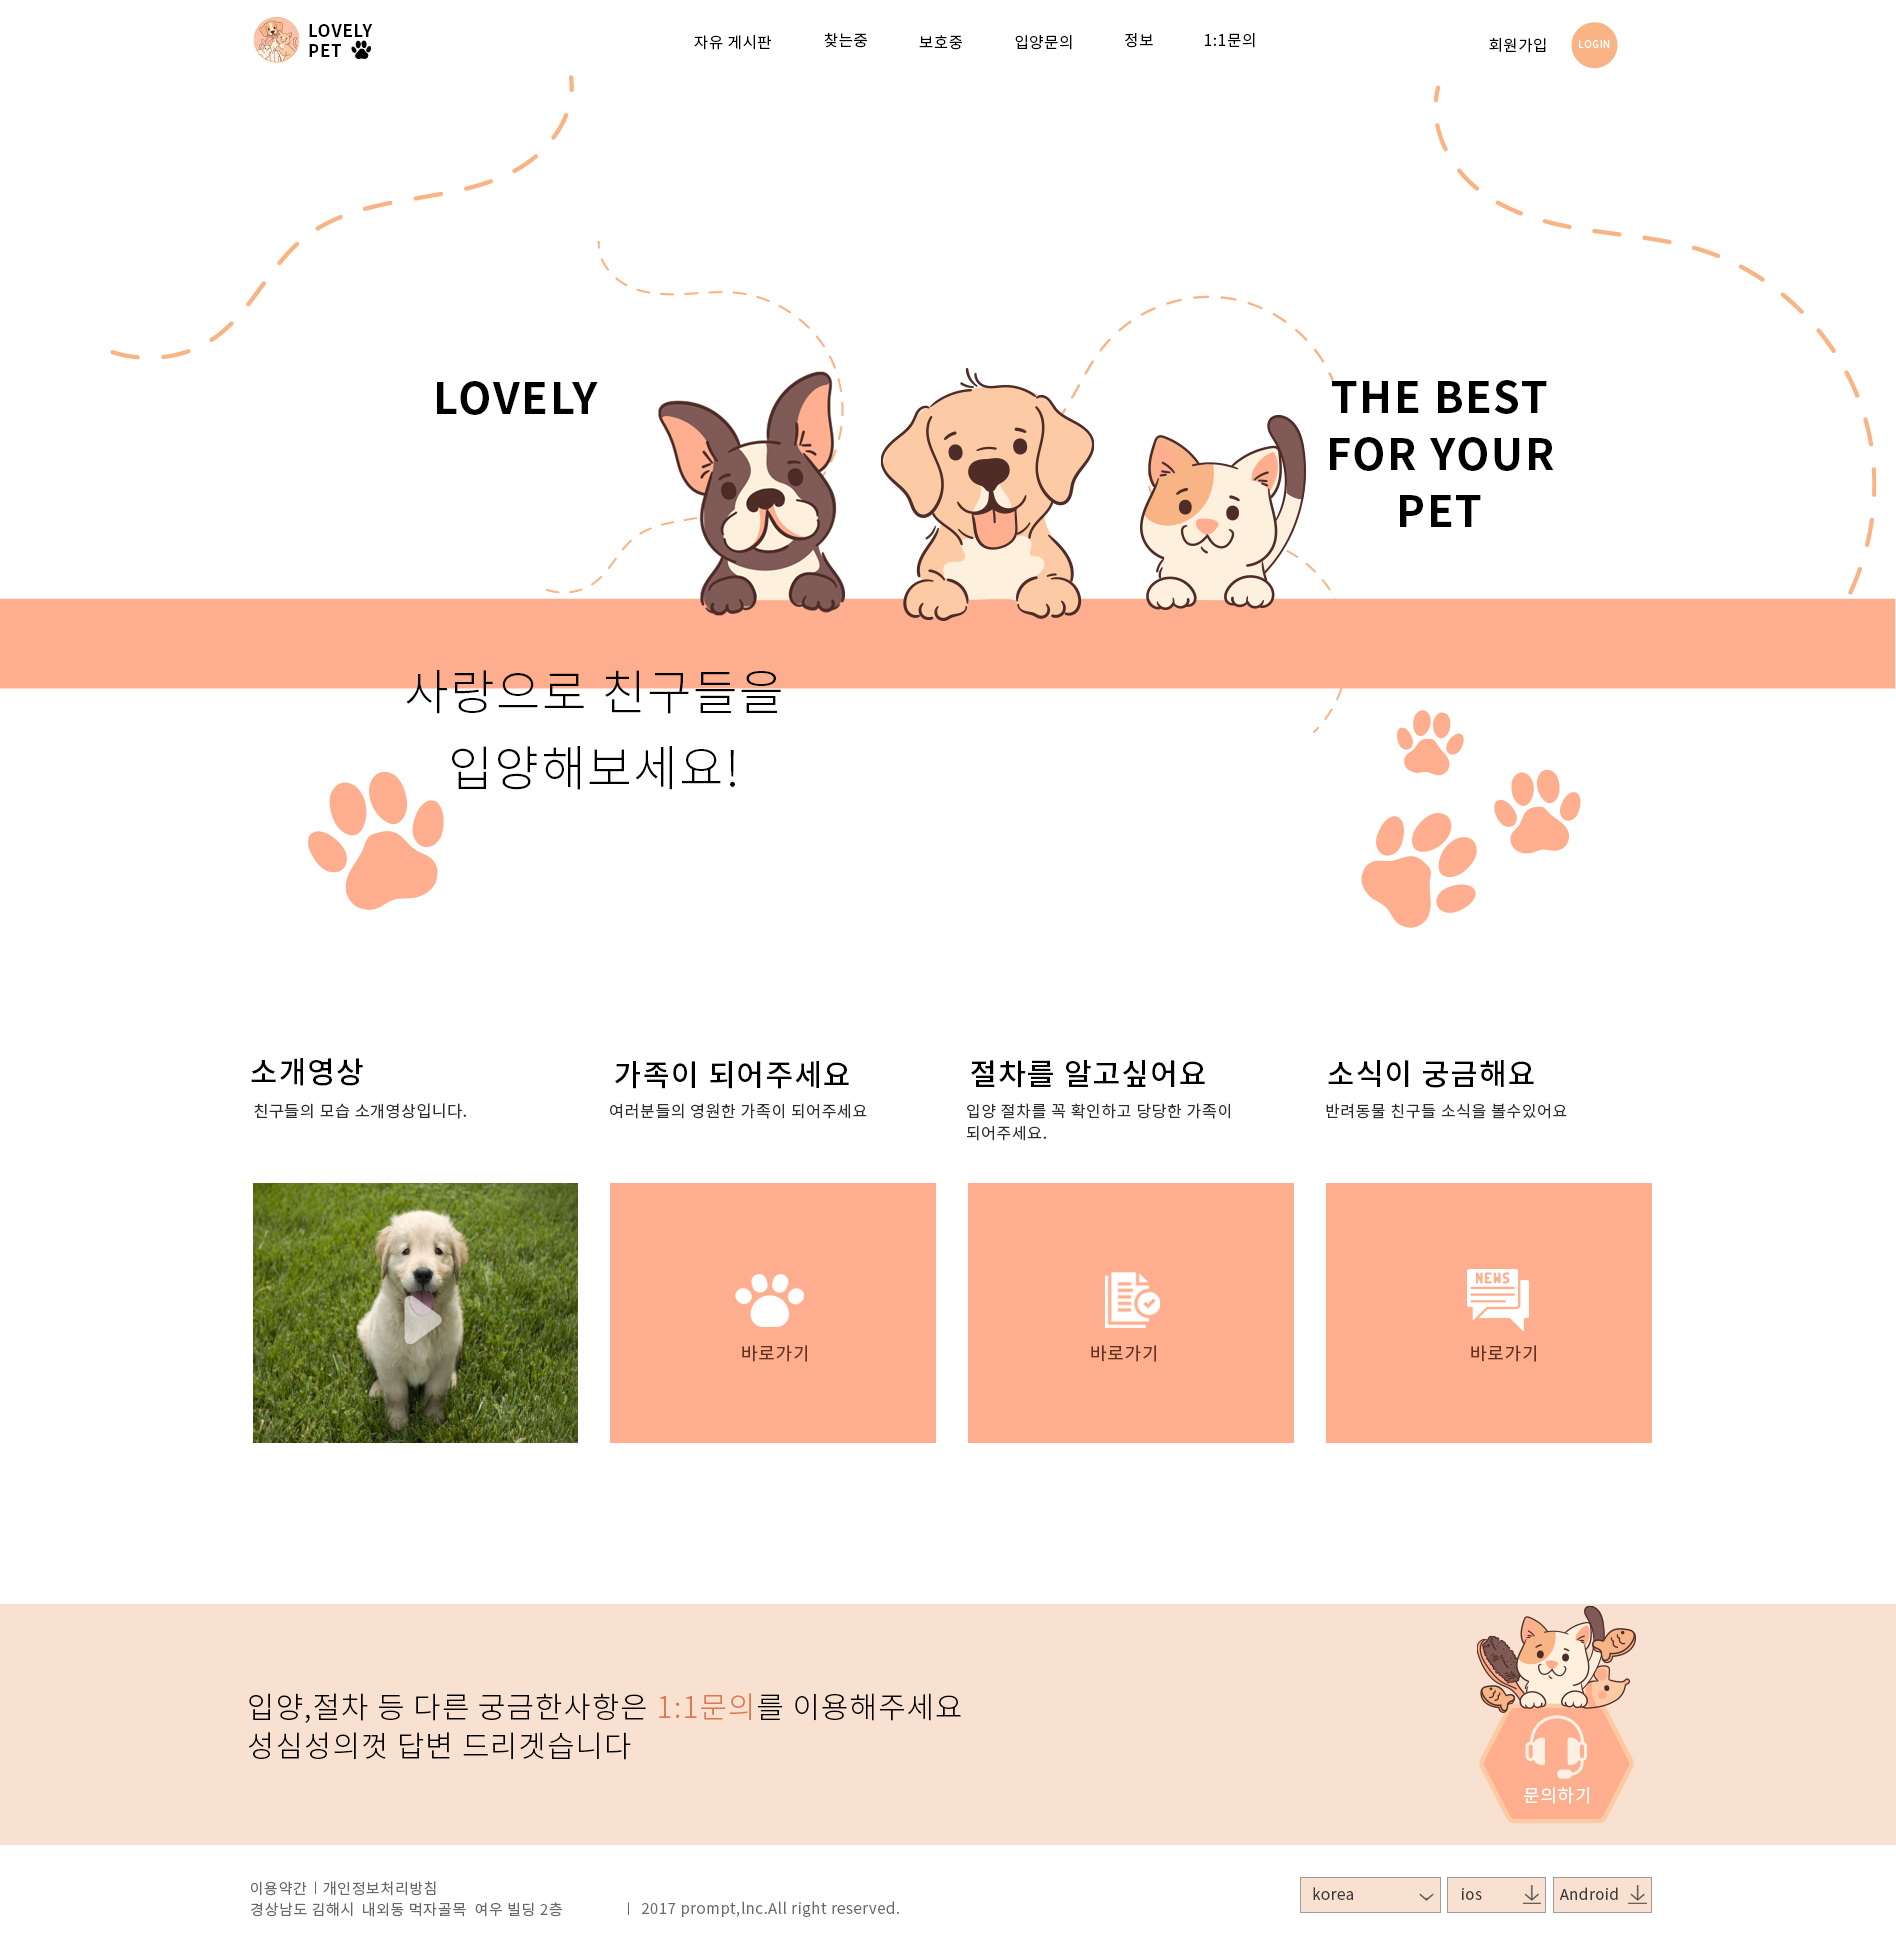 LOVELY
PET
자유 게시판 찾는중 보호중 입양문의 정보 1:1문의
회원가입 LOGIN
LOVELY
THE BEST
FOR YOUR
PET
사랑으로 친구들을
입양해보세요!
소개영상
친구들의 모습 소개영상입니다.
가족이 되어주세요
여러분들의 영원한 가족이 되어주세요
절차를 알고싶어요
입양 절차를 꼭 확인하고 당당한 가족이
되어주세요.
소식이 궁금해요
반려동물 친구들 소식을 볼수있어요
바로가기
바로가기
NEWS
바로가기
입양,절차 등 다른 궁금한사항은 1:1문의를 이용해주세요
성심성의껏 답변 드리겟습니다
문의하기
이용약간ㅣ개인정보처리방침
경상남도 김해시 내외동 먹자골목 여우 빌딩 2층 ㅣ 2017 prompt,lnc.All right reserved.
korea ios Android